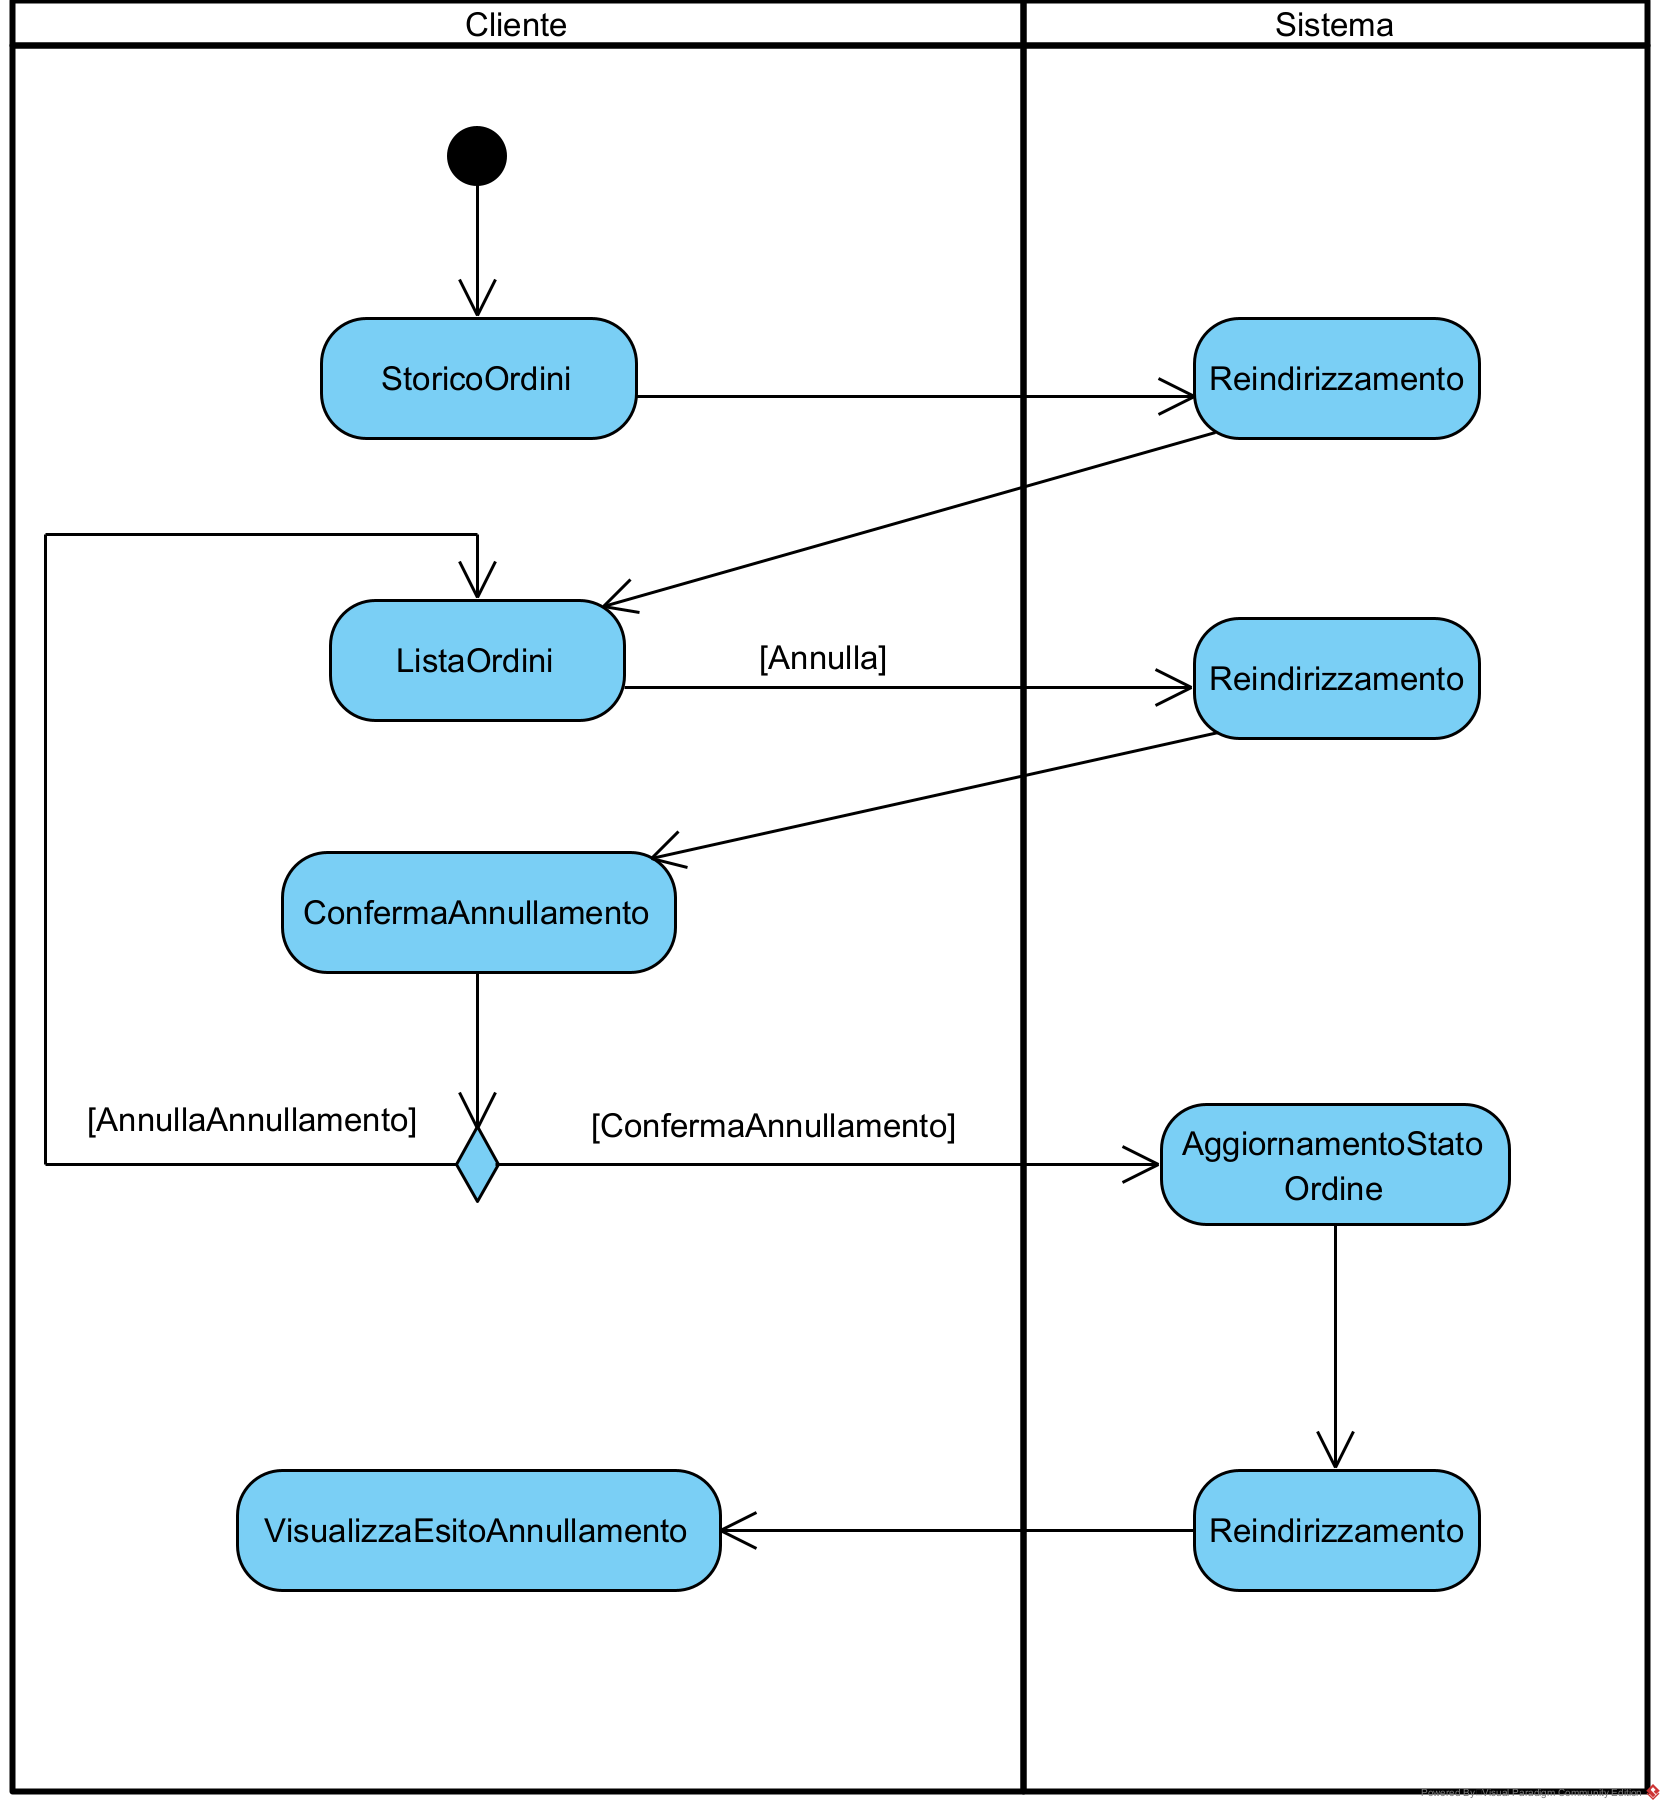 Cliente
Sistema
StoricoOrdini
Reindirizzamento
ListaOrdini
[Annulla]
Reindirizzamento
ConfermaAnnullamento
[AnnullaAnnullamento]
[ConfermaAnnullamento]
AggiornamentoStato
Ordine
VisualizzaEsitoAnnullamento
Reindirizzamento
Powered By Visual Paradigm Community Edition